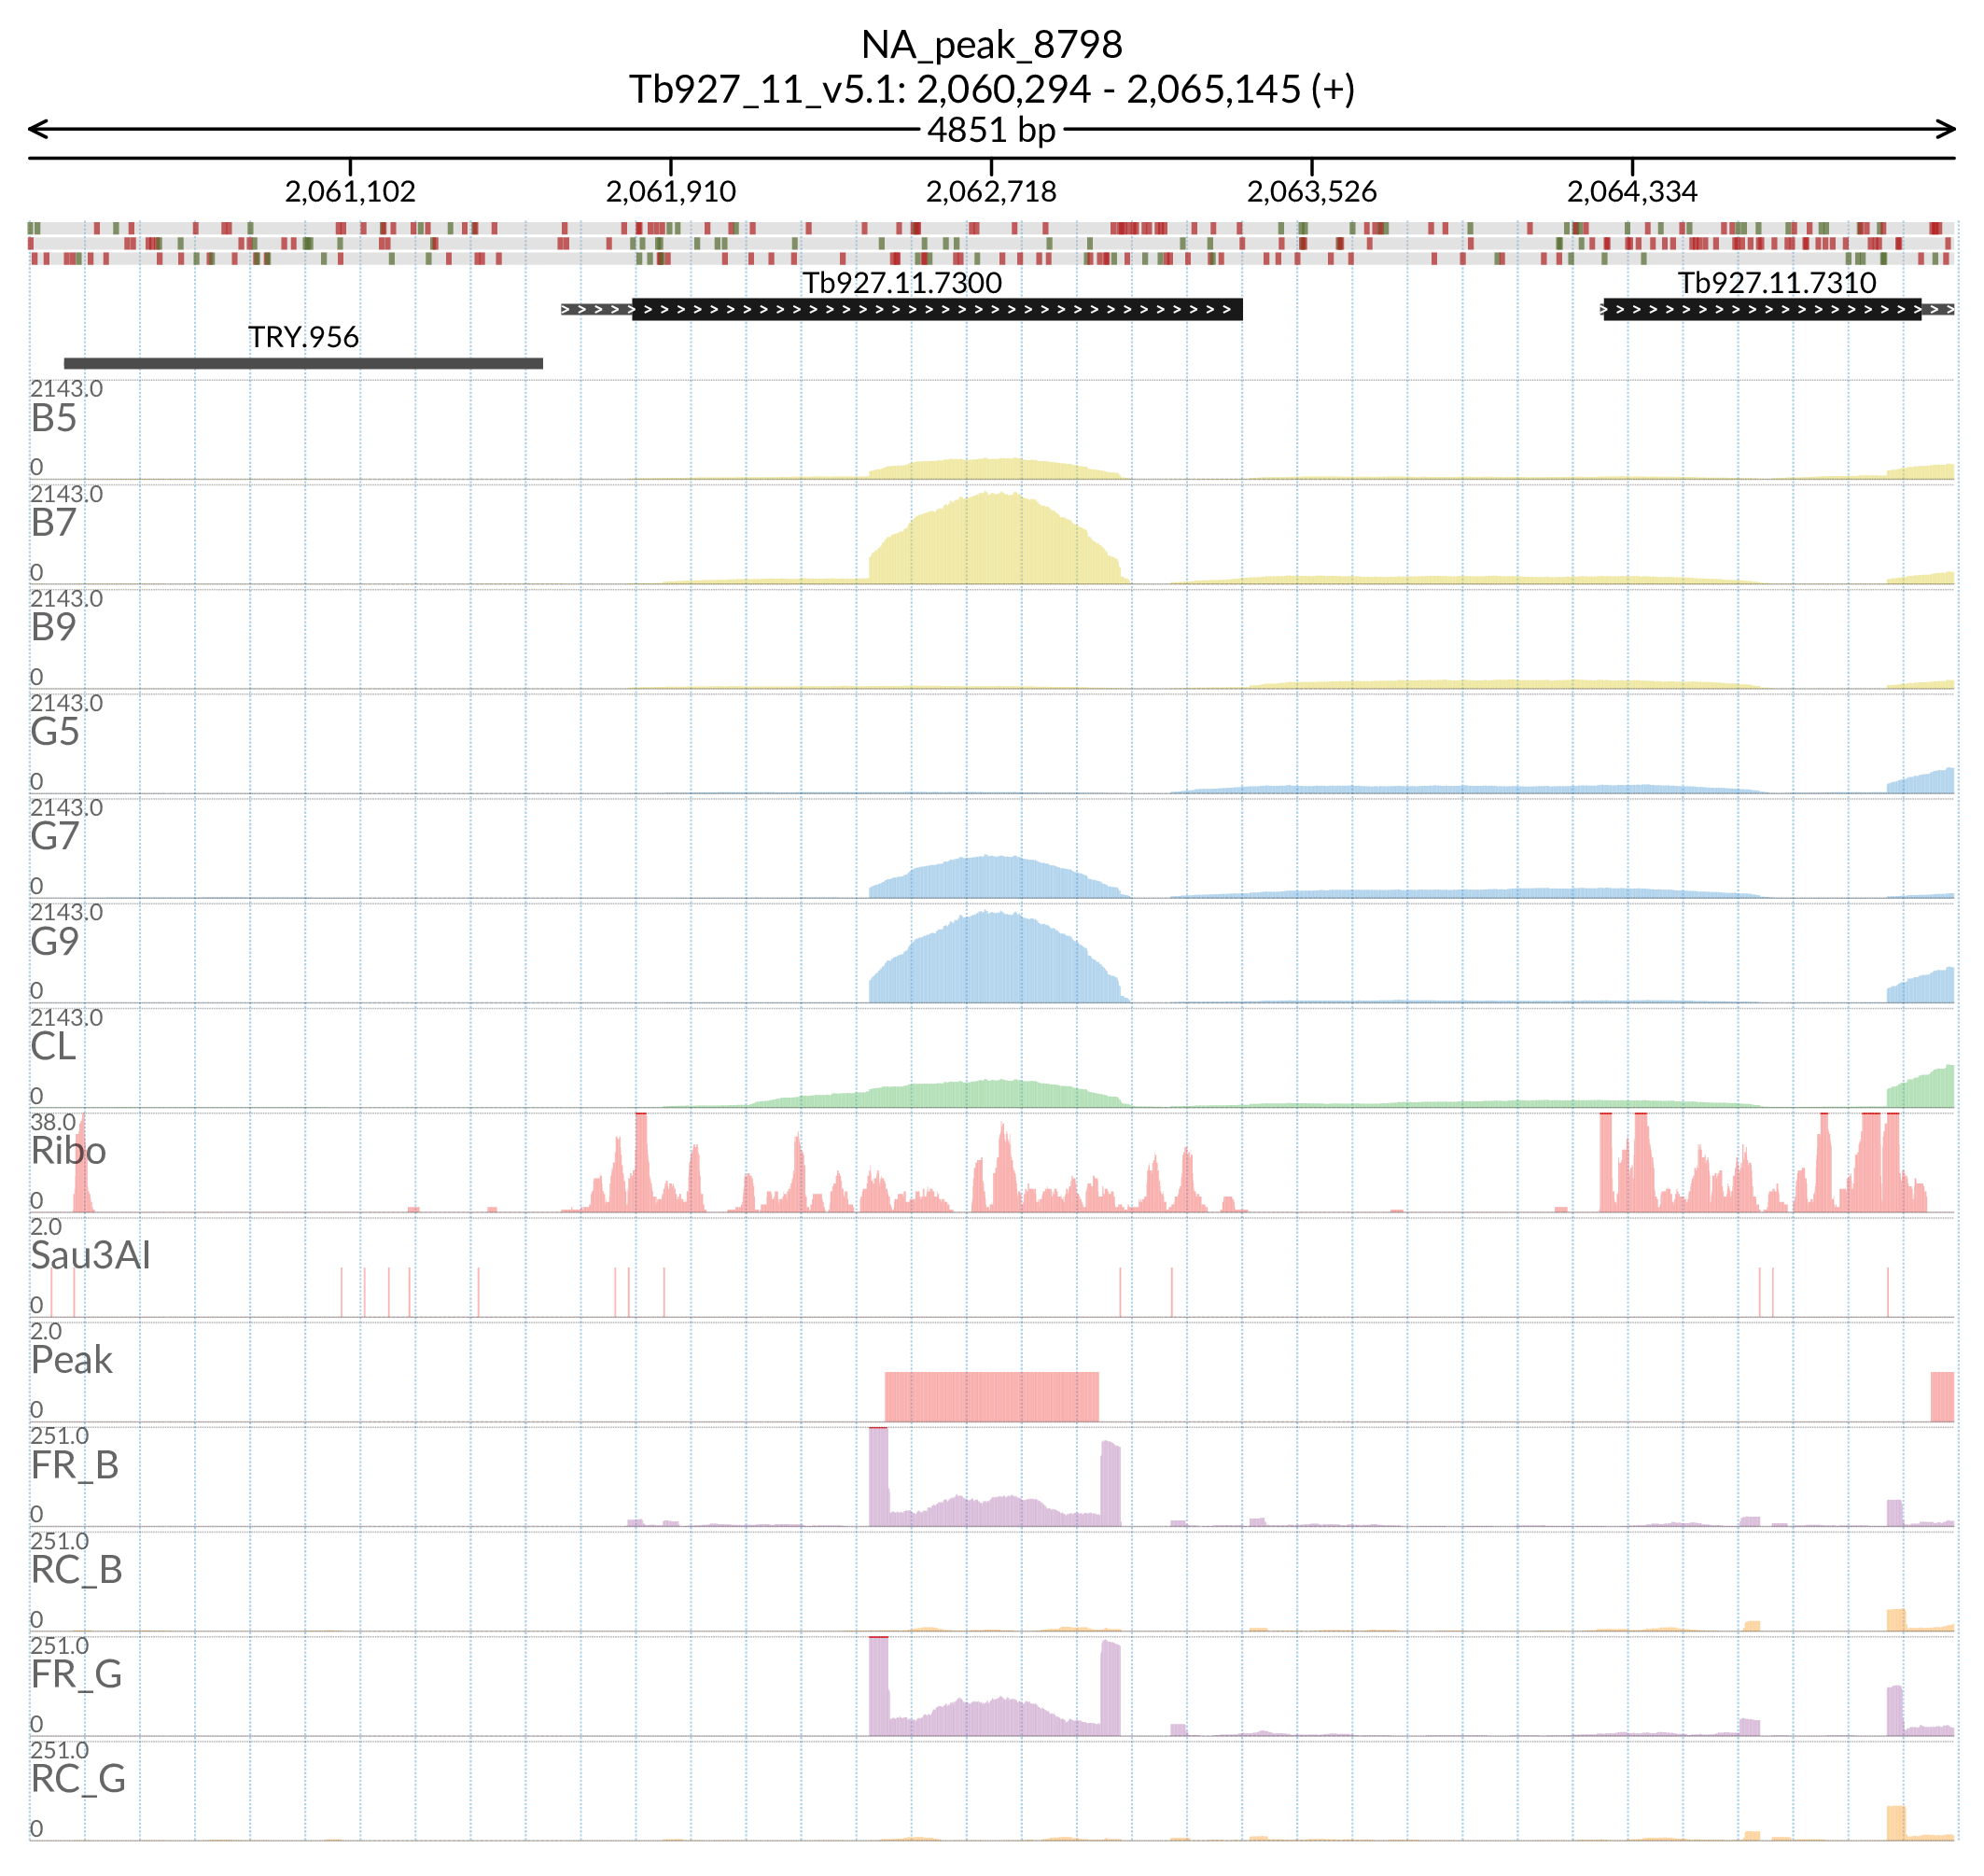 NA_peak_8798
Tb927_11_v5.1: 2,060,294 - 2,065,145 (+)
4851 bp
2,061,102 2,061,910 2,062,718 2,063,526 2,064,334
Tb927.11.7300 Tb927.11.7310
TRY.956
2143.0
B5
0
2143.0
B7
0
2143.0
B9
0
2143.0
G5
0
2143.0
G7
0
2143.0
G9
0
2143.0
CL
0
38.0
Ribo
0
2.0
Sau3AI
0
2.0
Peak
0
251.0
FR_B
0
251.0
RC_B
0
251.0
FR_G
0
251.0
RC_G
0